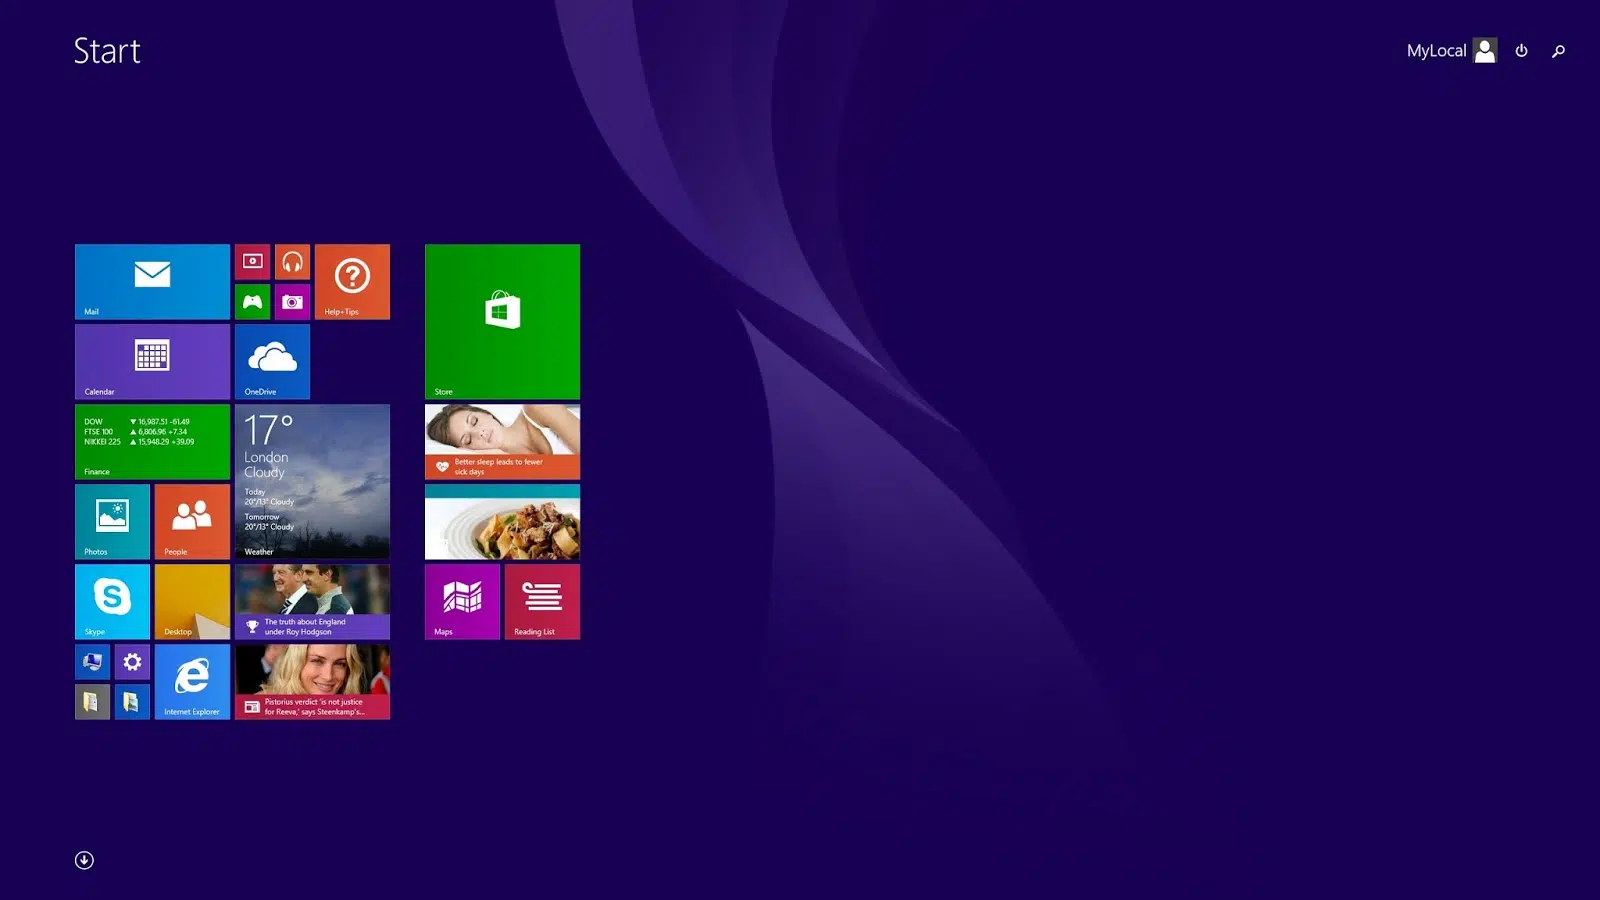 Start
MyLocal
Mail
Help+Tips
Calendar
OneDrive
DOW ▼ 16,987.51 -61.49
FTSE 100 ▲ 6,806.96 +7.34
NIKKEI 225 ▲ 15,948.29 +39.09
Finance
17°
London
Cloudy
Today
20°/13° Cloudy
Tomorrow
20°/13° Cloudy
Weather
Photos
People
Skype
Desktop
The truth about England
under Roy Hodgson
Internet Explorer
Pistorius verdict 'is not justice
for Reeva,' says Steenkamp's...
Store
Better sleep leads to fewer
sick days
Maps
Reading List